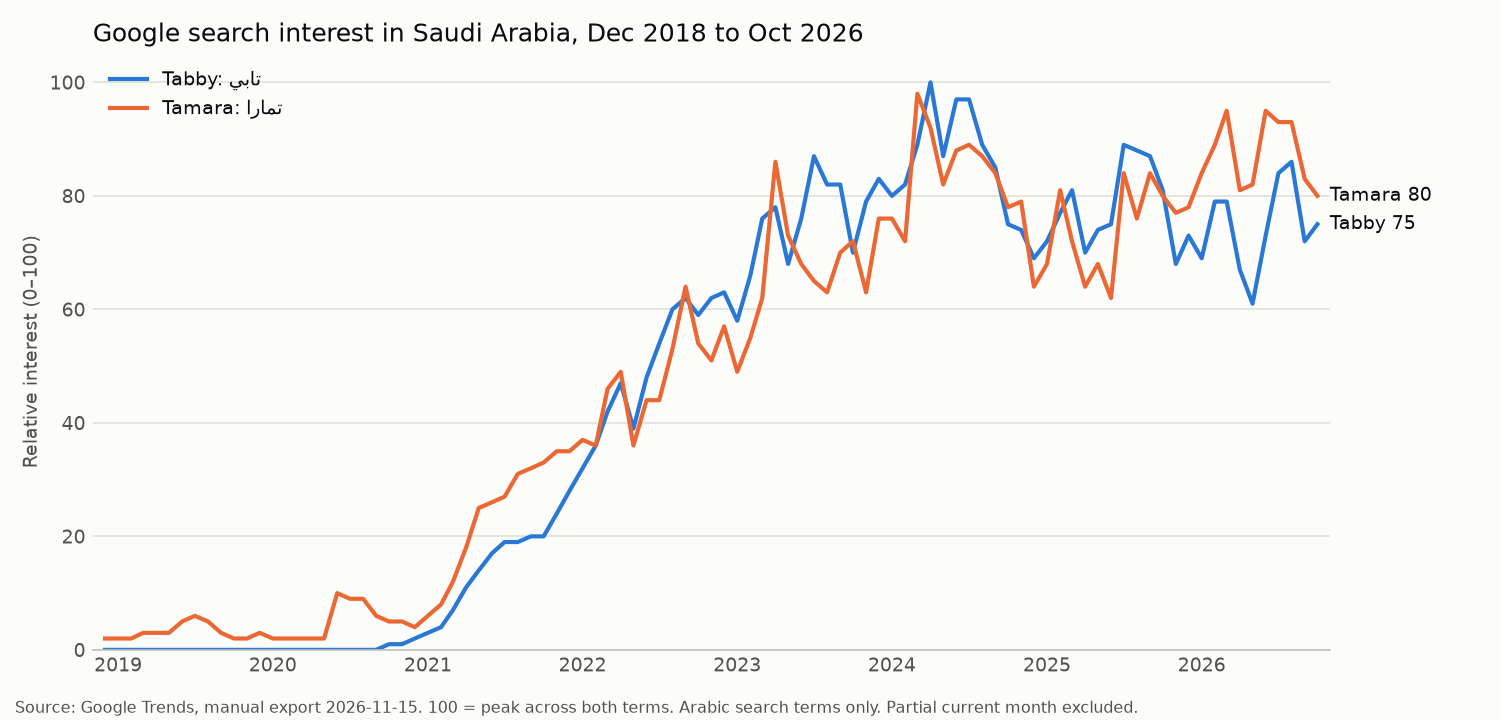 Google search interest in Saudi Arabia, Dec 2018 to Oct 2026
Tabby: تابي
Tamara: تمارا
Relative interest (0–100)
100
80
60
40
20
0
2019 2020 2021 2022 2023 2024 2025 2026
Tamara 80
Tabby 75
Source: Google Trends, manual export 2026-11-15. 100 = peak across both terms. Arabic search terms only. Partial current month excluded.